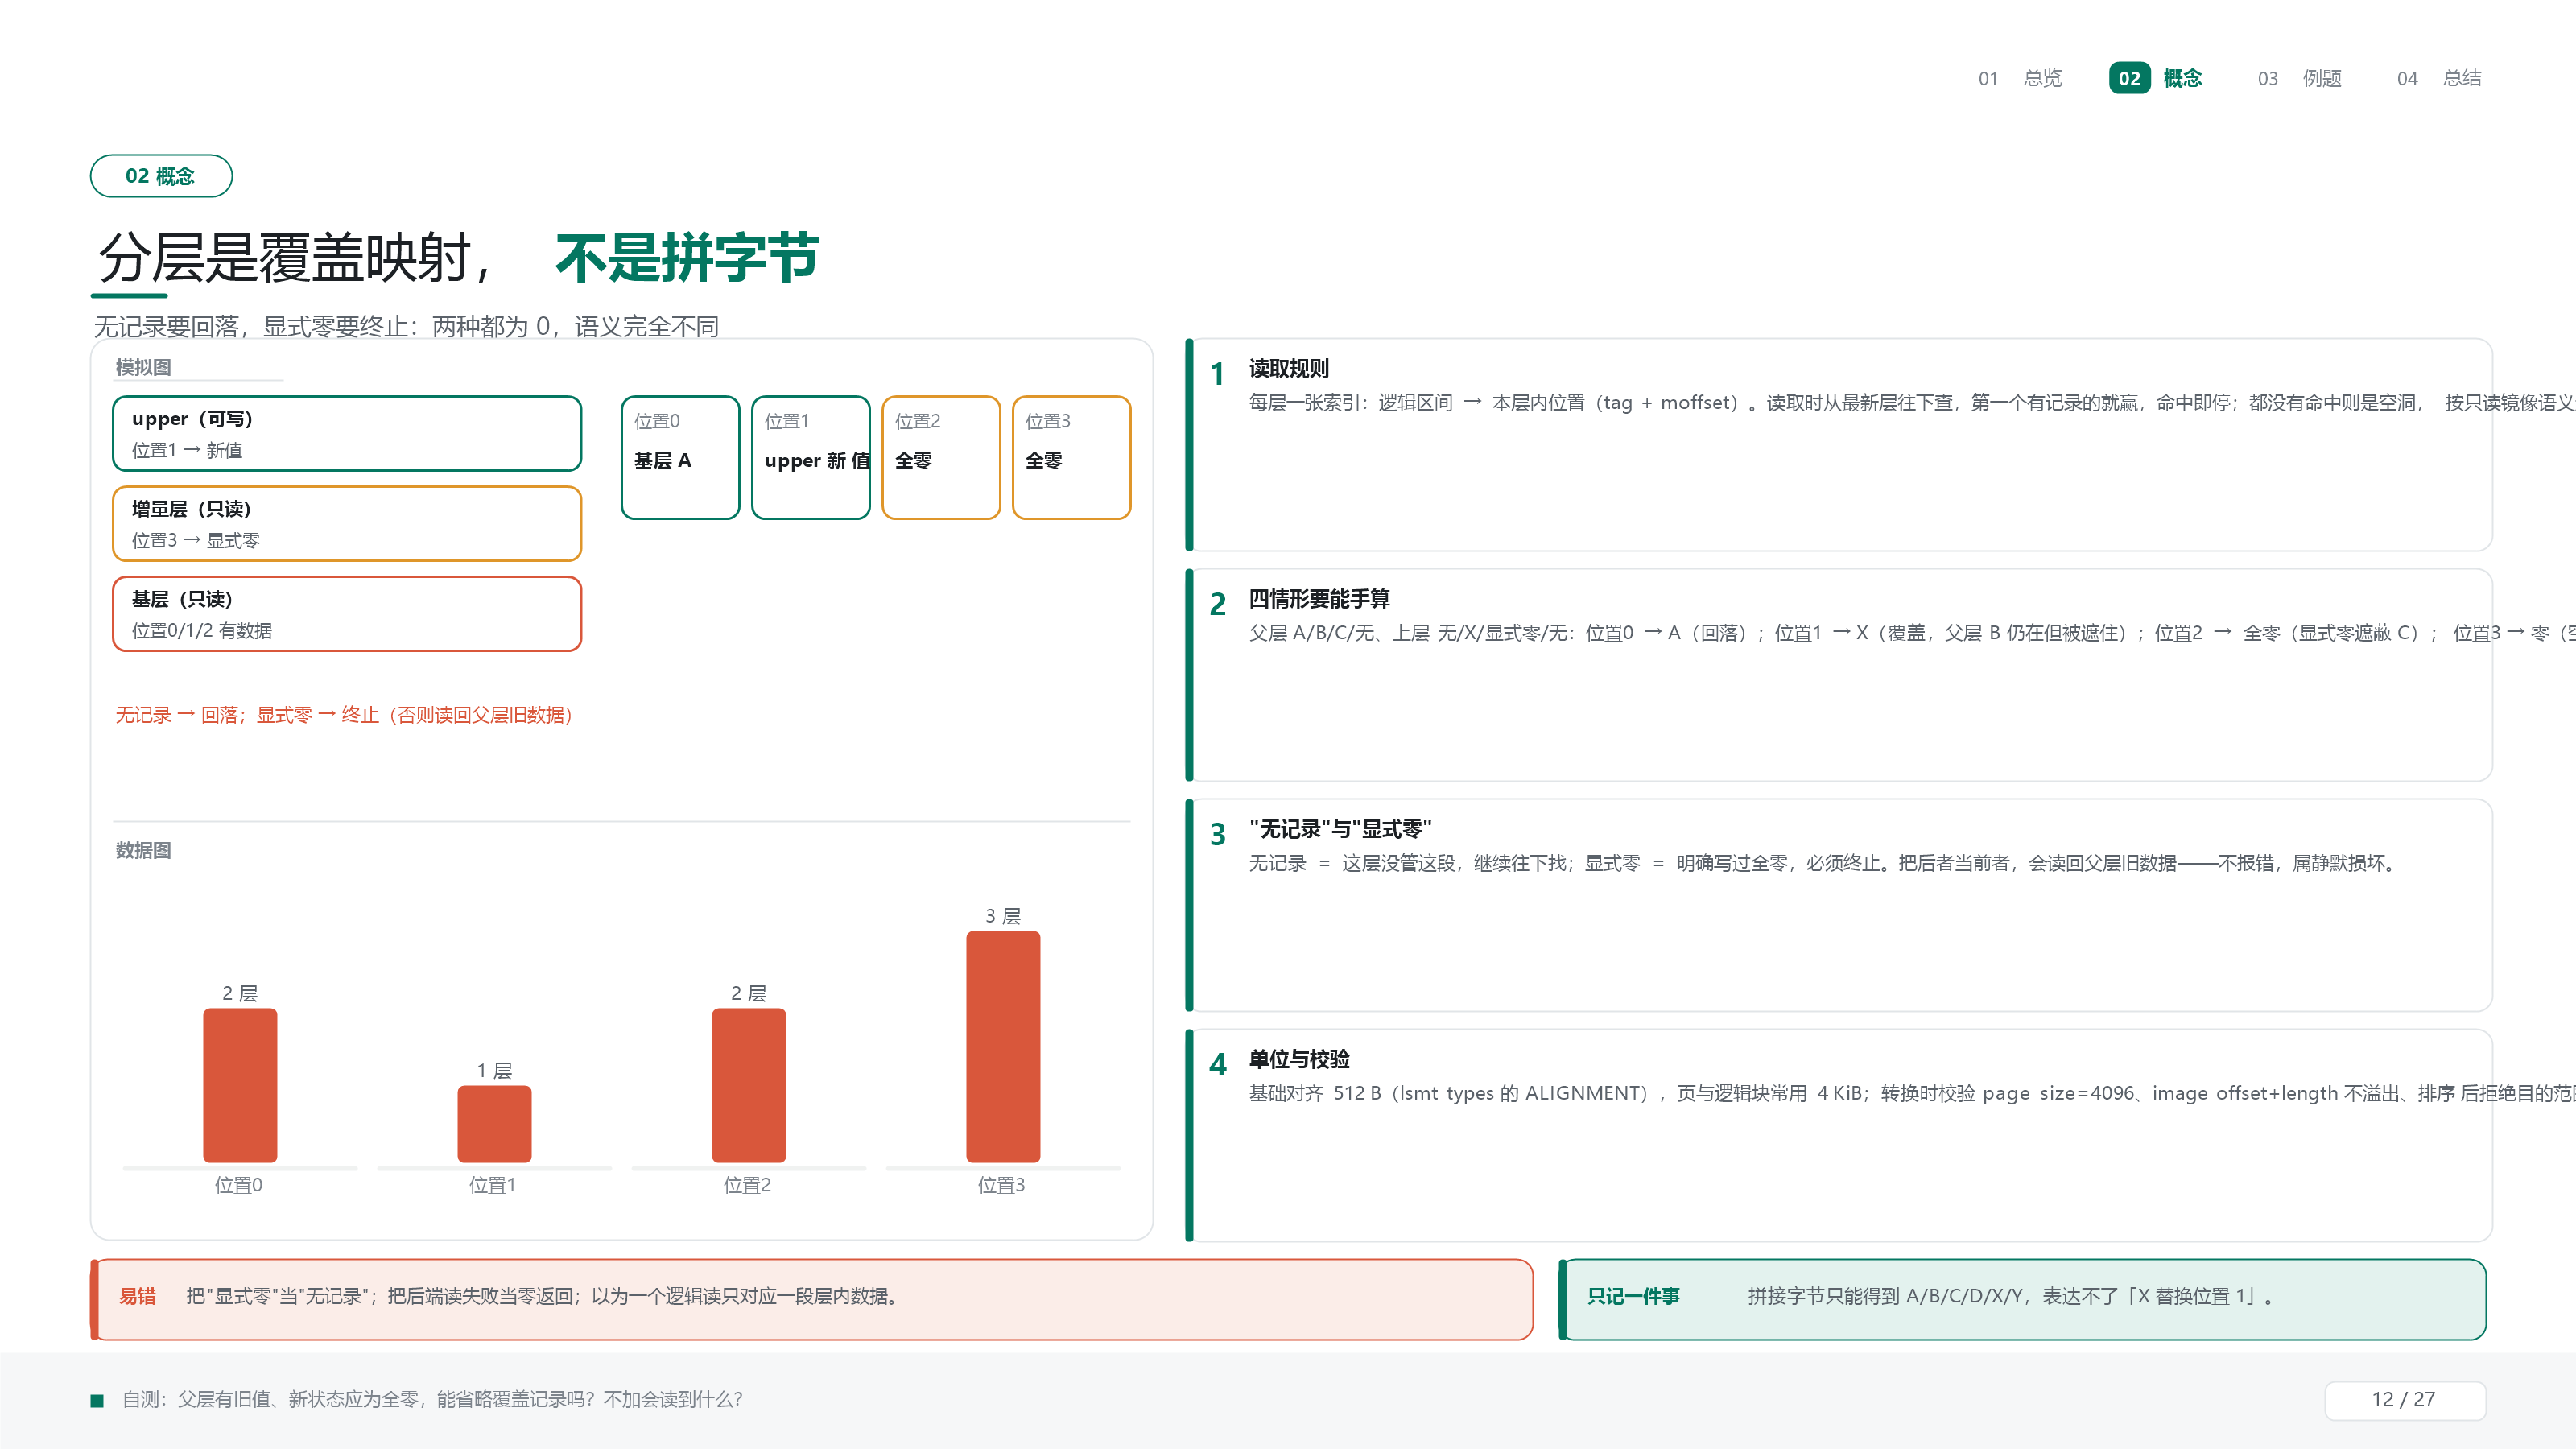 01 总览 02 概念 03 例题 04 总结
02 概念
分层是覆盖映射， 不是拼字节
无记录要回落，显式零要终止：两种都为 0，语义完全不同
模拟图
upper（可写）
位置1 → 新值
增量层（只读）
位置3 → 显式零
基层（只读）
位置0/1/2 有数据
位置0
基层 A
位置1
upper 新 值
位置2
全零
位置3
全零
无记录 → 回落；显式零 → 终止（否则读回父层旧数据）
数据图
2 层
1 层
2 层
3 层
位置0
位置1
位置2
位置3
1 读取规则
每层一张索引：逻辑区间 → 本层内位置（tag + moffset）。读取时从最新层往下查，第一个有记录的就赢，命中即停；都没有命中则是空洞， 按只读镜像语义
2 四情形要能手算
父层 A/B/C/无、上层 无/X/显式零/无：位置0 → A（回落）；位置1 → X（覆盖，父层 B 仍在但被遮住）；位置2 → 全零（显式零遮蔽 C）； 位置3 → 零（
3 "无记录"与"显式零"
无记录 = 这层没管这段，继续往下找；显式零 = 明确写过全零，必须终止。把后者当前者，会读回父层旧数据——不报错，属静默损坏。
4 单位与校验
基础对齐 512 B（lsmt types 的 ALIGNMENT），页与逻辑块常用 4 KiB；转换时校验 page_size=4096、image_offset+length 不溢出、排序 后拒绝目的范
易错 把"显式零"当"无记录"；把后端读失败当零返回；以为一个逻辑读只对应一段层内数据。
只记一件事 拼接字节只能得到 A/B/C/D/X/Y，表达不了「X 替换位置 1」。
自测：父层有旧值、新状态应为全零，能省略覆盖记录吗？不加会读到什么？
12 / 27